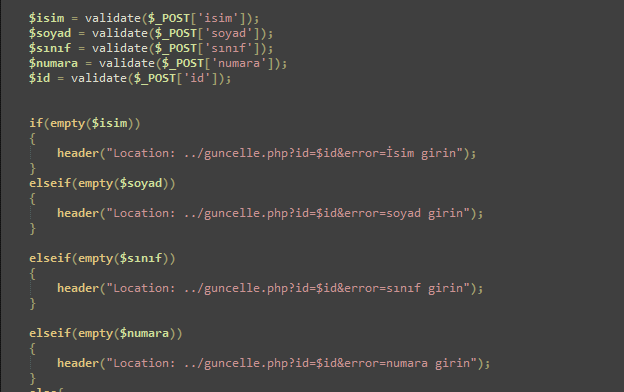 $isim = validate($_POST['isim']);
$soyad = validate($_POST['soyad']);
$sınıf = validate($_POST['sınıf']);
$numara = validate($_POST['numara']);
$id = validate($_POST['id']);
if(empty($isim))
{
header("Location: ../guncelle.php?id=$id&error=İsim girin");
}
elseif(empty($soyad))
{
header("Location: ../guncelle.php?id=$id&error=soyad girin");
}
elseif(empty($sınıf))
{
header("Location: ../guncelle.php?id=$id&error=sınıf girin");
}
elseif(empty($numara))
{
header("Location: ../guncelle.php?id=$id&error=numara girin");
}
else{